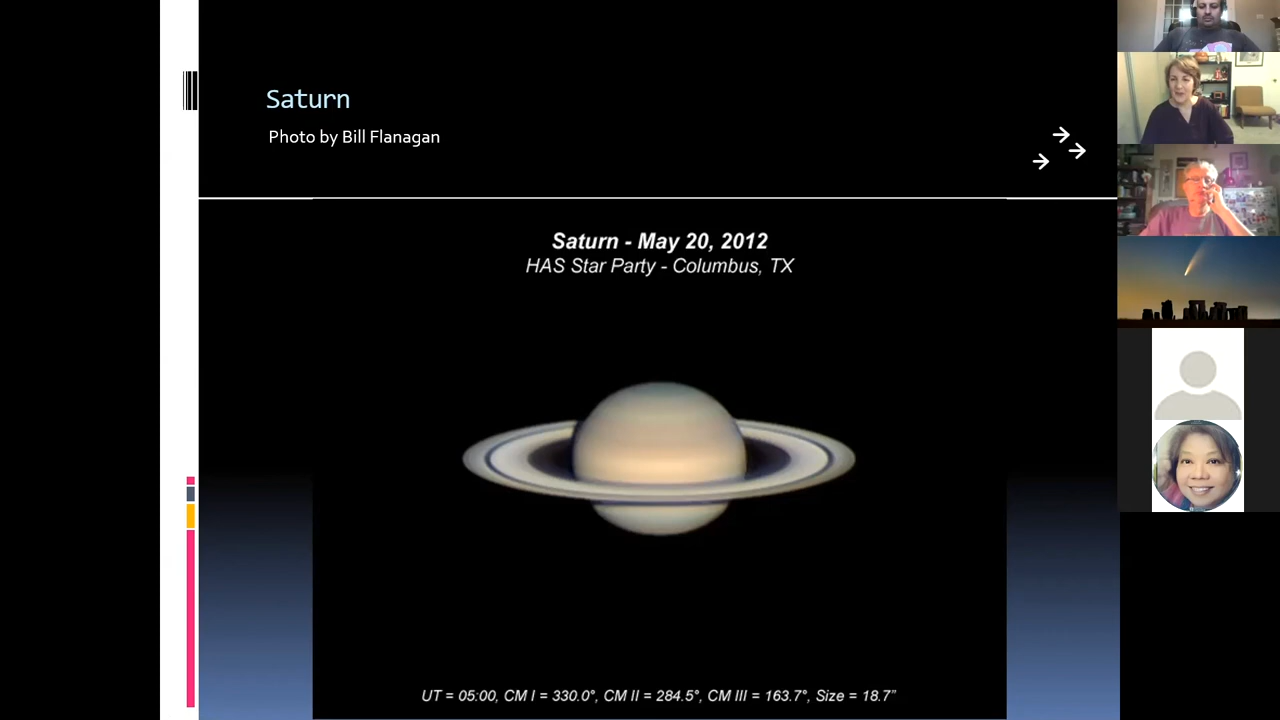 Saturn
Photo by Bill Flanagan
Saturn - May 20, 2012
HAS Star Party - Columbus, TX
UT = 05:00, CM I = 330.0°, CM II = 284.5°, CM III = 163.7°, Size = 18.7”